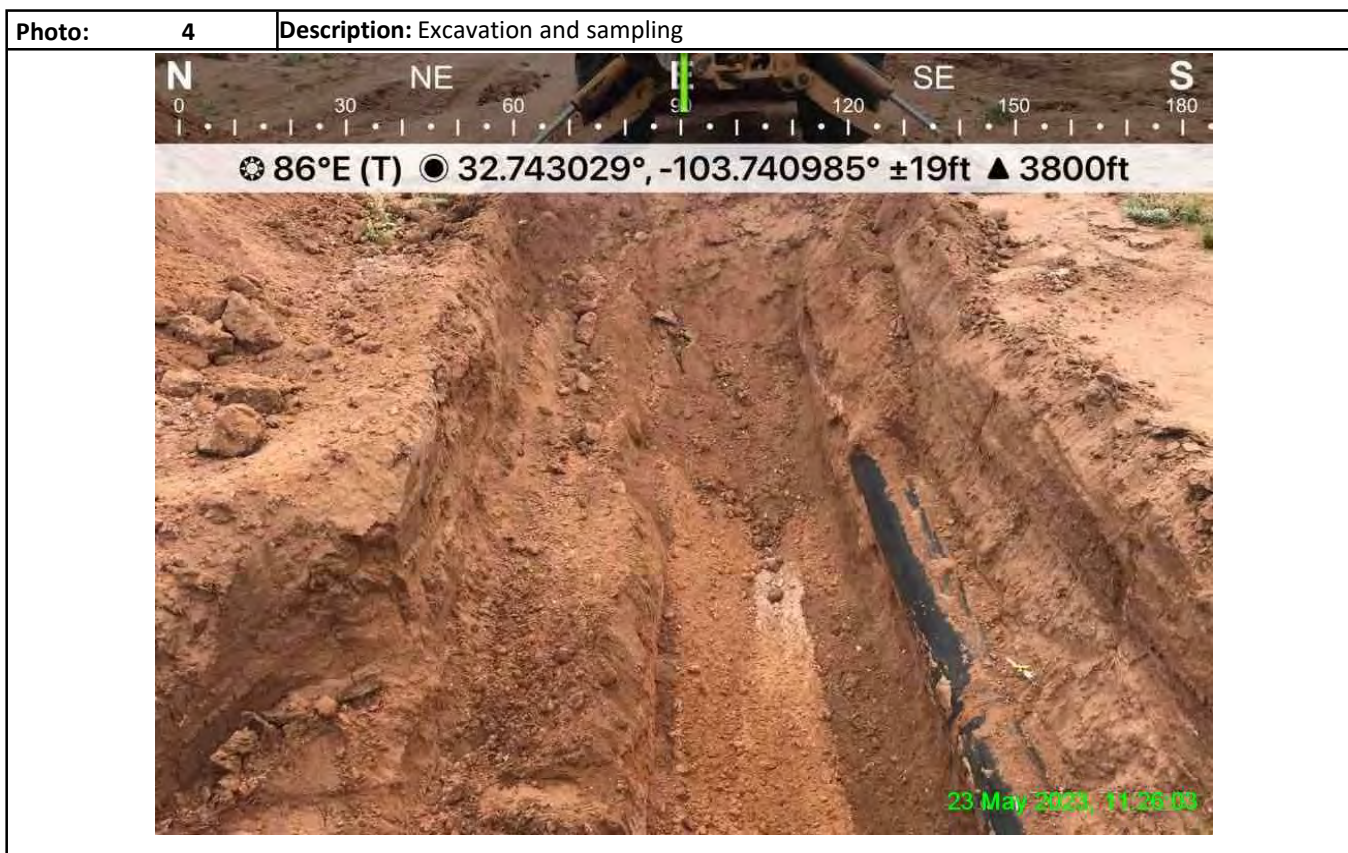 Photo: 4 Description: Excavation and sampling
N NE E SE S
0 30 60 90 120 150 180
86°E (T) 32.743029°, -103.740985° ±19ft ▲ 3800ft
23 May 2023, 11:26:03